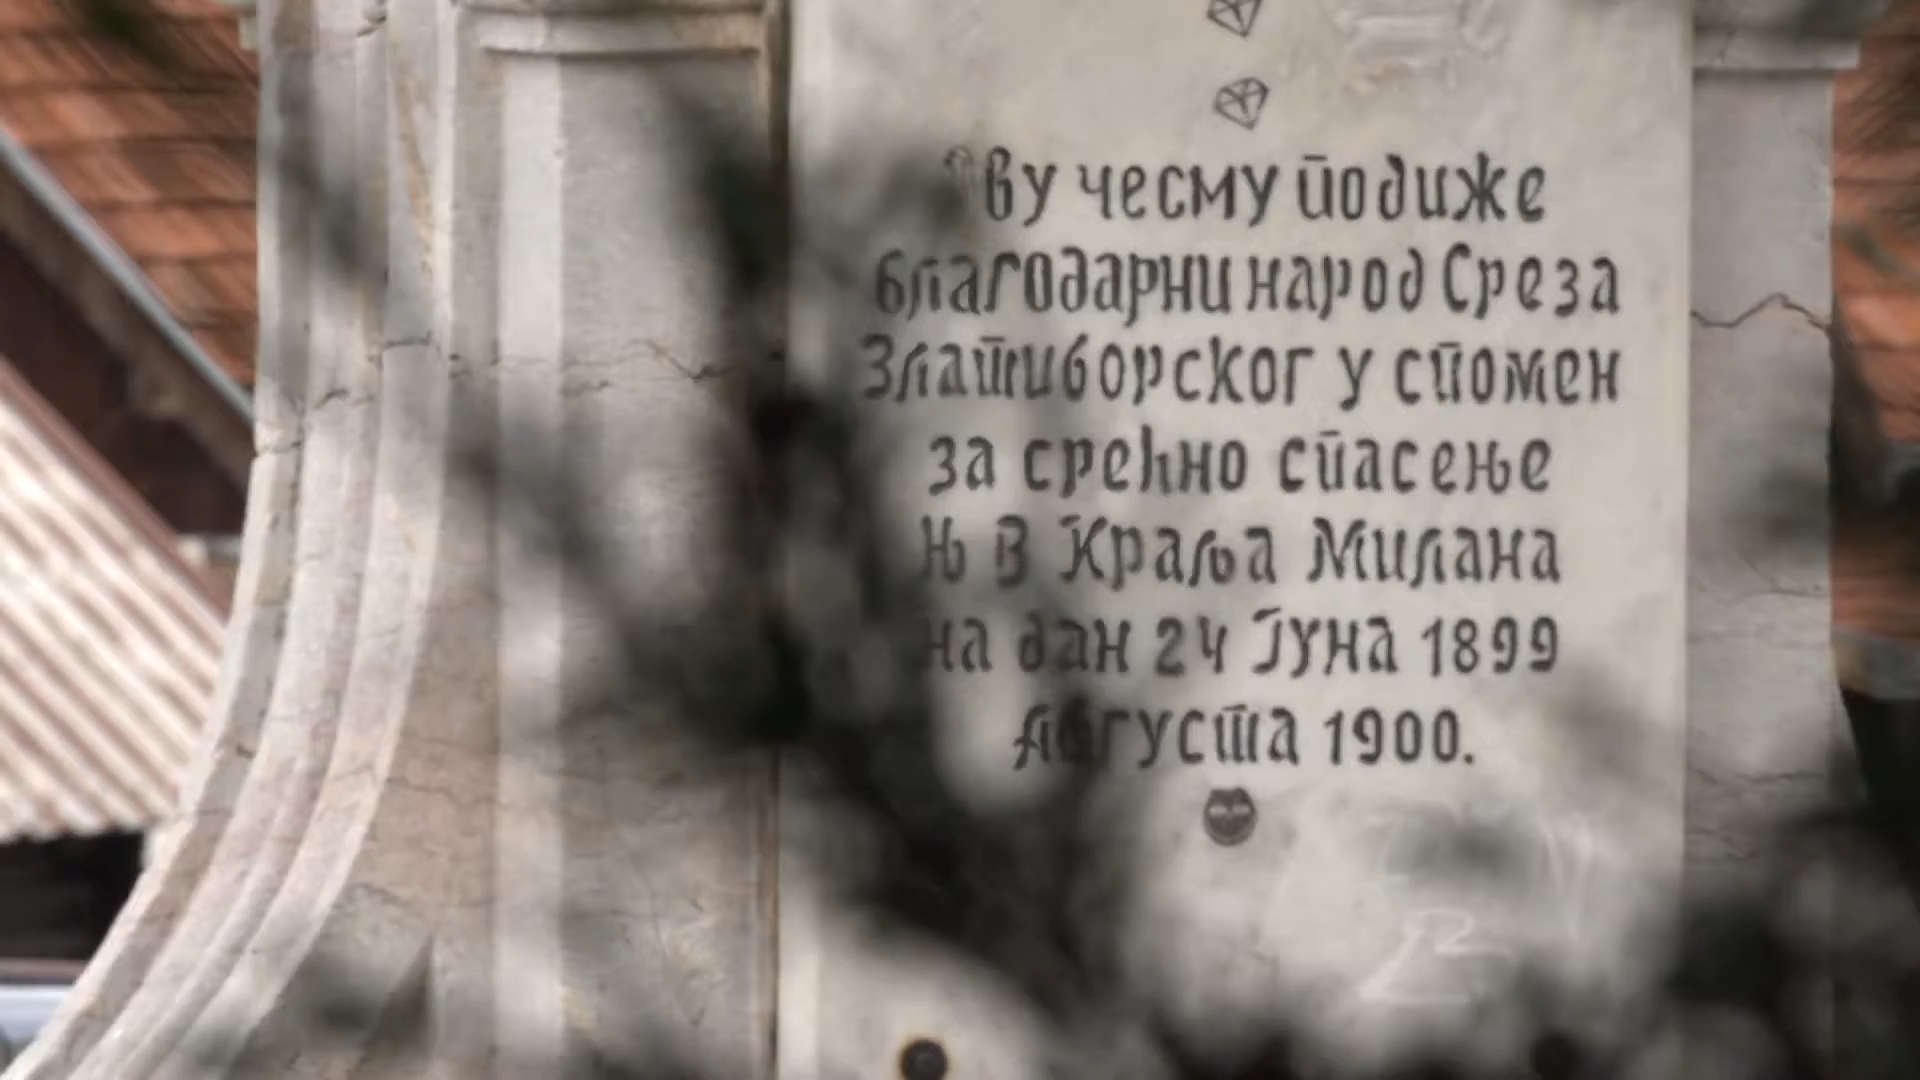 Ову чесму подиже
благодарни народ Среза
Златиборског у спомен
за срећно спасење
Њ В Краља Милана
на дан 24 Јуна 1899
Августа 1900.